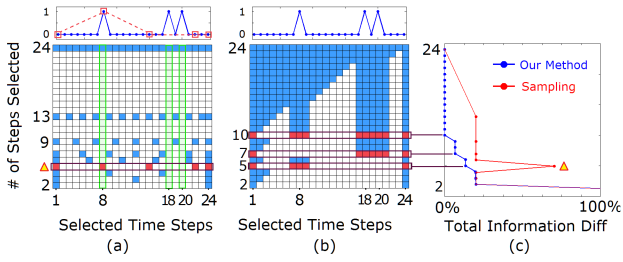 1
0
1
0
24
13
9
2
# of Steps Selected
1 8 18 20 24
Selected Time Steps
(a)
24
10
7
5
2
1 8 18 20 24
Selected Time Steps
(b)
24
2
Our Method
Sampling
0% 100%
Total Information Diff
(c)